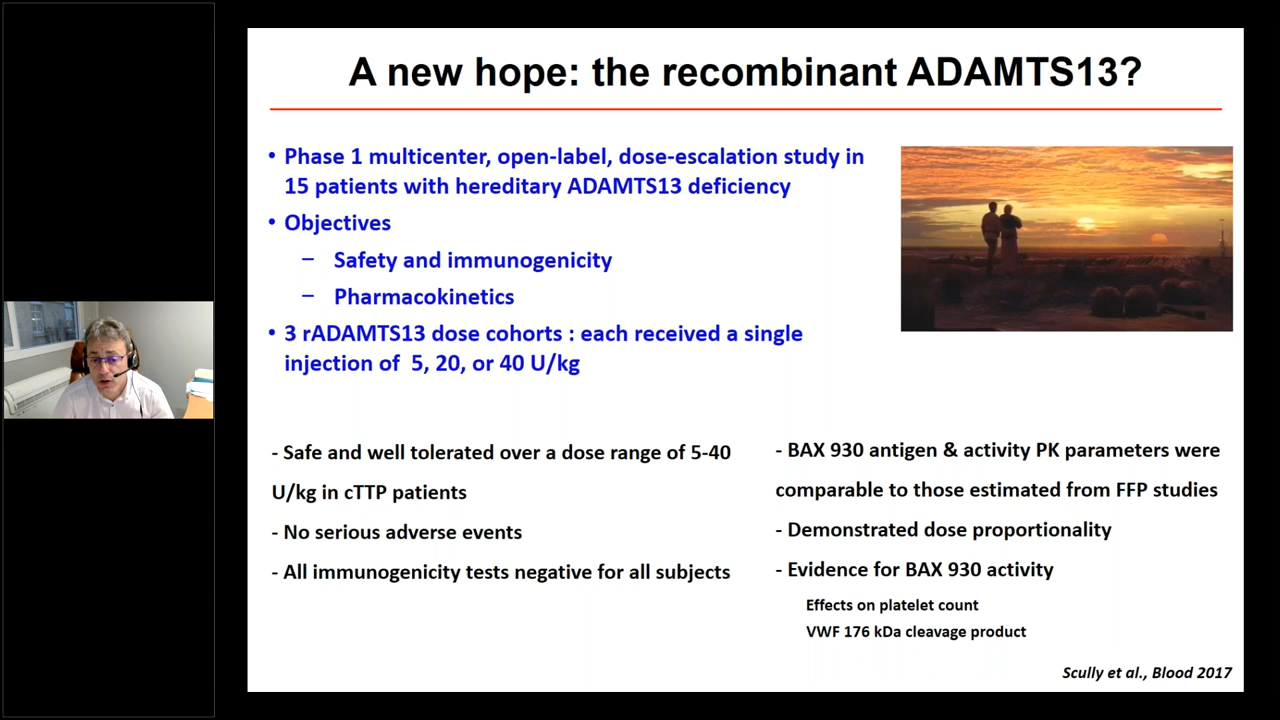 A new hope: the recombinant ADAMTS13?
• Phase 1 multicenter, open-label, dose-escalation study in
15 patients with hereditary ADAMTS13 deficiency
• Objectives
– Safety and immunogenicity
– Pharmacokinetics
• 3 rADAMTS13 dose cohorts : each received a single
injection of 5, 20, or 40 U/kg
- Safe and well tolerated over a dose range of 5-40
U/kg in cTTP patients
- No serious adverse events
- All immunogenicity tests negative for all subjects
- BAX 930 antigen & activity PK parameters were
comparable to those estimated from FFP studies
- Demonstrated dose proportionality
- Evidence for BAX 930 activity
Effects on platelet count
VWF 176 kDa cleavage product
Scully et al., Blood 2017